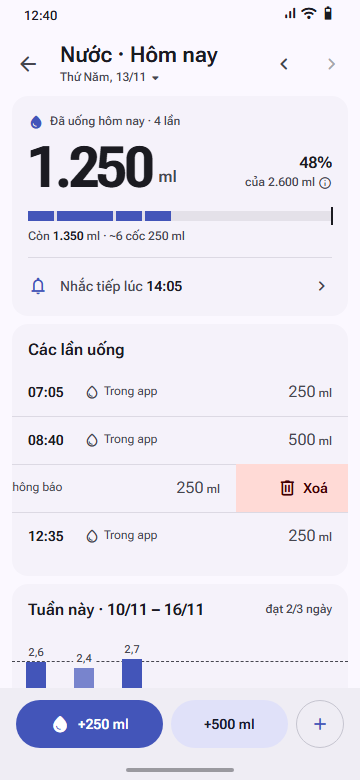 12:40
Nước · Hôm nay
Thứ Năm, 13/11
Đã uống hôm nay · 4 lần
1.250 ml
48%
của 2.600 ml
Còn 1.350 ml · ~6 cốc 250 ml
Nhắc tiếp lúc 14:05
Các lần uống
07:05 Trong app 250 ml
08:40 Trong app 500 ml
hông báo 250 ml Xoá
12:35 Trong app 250 ml
Tuần này · 10/11 – 16/11 đạt 2/3 ngày
2,6 2,4 2,7
+250 ml +500 ml +